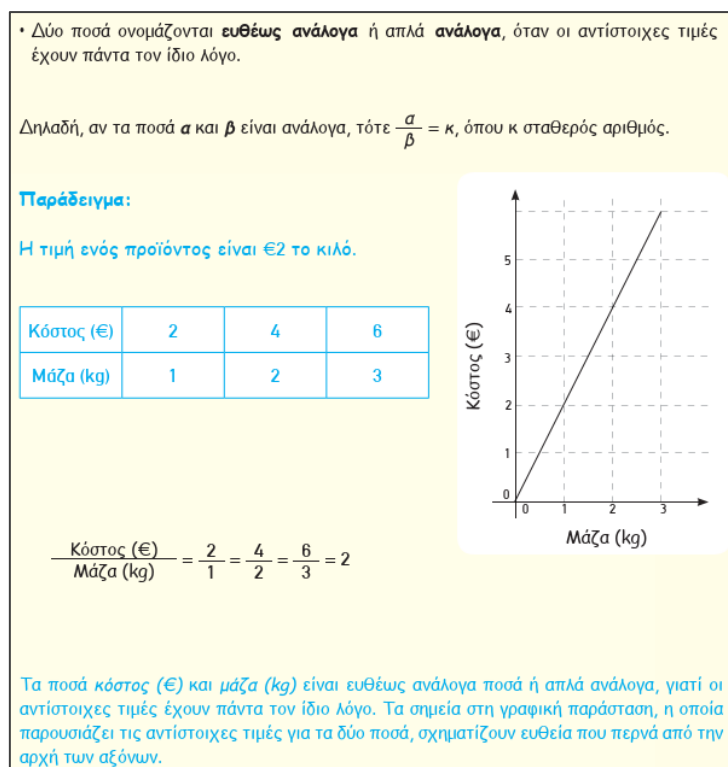 • Δύο ποσά ονομάζονται ευθέως ανάλογα ή απλά ανάλογα, όταν οι αντίστοιχες τιμές
έχουν πάντα τον ίδιο λόγο.
Δηλαδή, αν τα ποσά α και β είναι ανάλογα, τότε α/β = κ, όπου κ σταθερός αριθμός.
Παράδειγμα:
Η τιμή ενός προϊόντος είναι €2 το κιλό.
Κόστος (€) 2 4 6
Μάζα (kg) 1 2 3
Κόστος (€)
5
4
3
2
1
0
0 1 2 3
Μάζα (kg)
Κόστος (€)/Μάζα (kg) = 2/1 = 4/2 = 6/3 = 2
Τα ποσά κόστος (€) και μάζα (kg) είναι ευθέως ανάλογα ποσά ή απλά ανάλογα, γιατί οι
αντίστοιχες τιμές έχουν πάντα τον ίδιο λόγο. Τα σημεία στη γραφική παράσταση, η οποία
παρουσιάζει τις αντίστοιχες τιμές για τα δύο ποσά, σχηματίζουν ευθεία που περνά από την
αρχή των αξόνων.